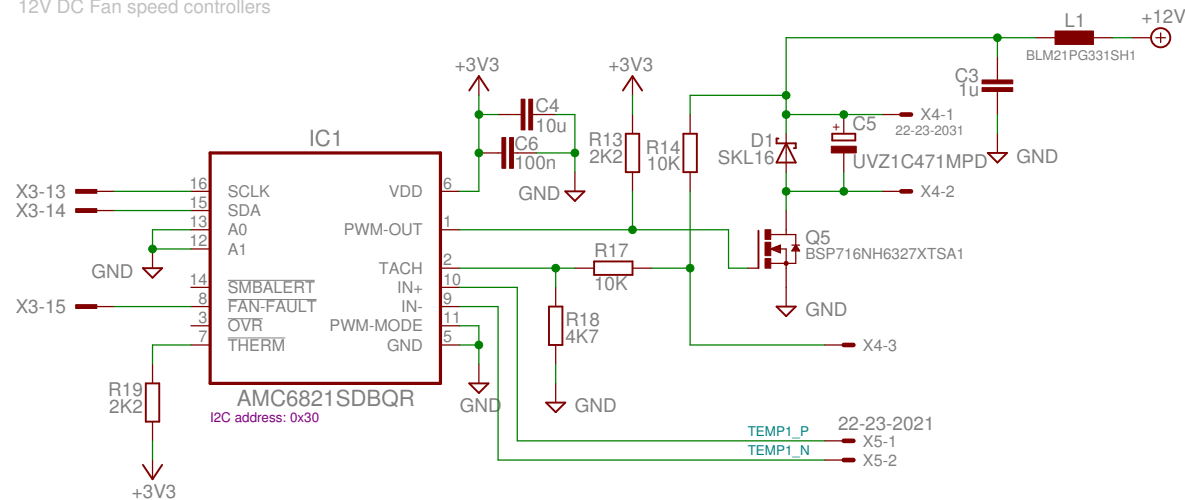 12V DC Fan speed controllers
+12V
L1
BLM21PG331SH1
C3
1u
GND
+3V3
+3V3
C4
10u
C6
100n
GND
R13
2K2
R14
10K
D1
SKL16
C5
+
UVZ1C471MPD
X4-1
22-23-2031
X4-2
IC1
X3-13
16
SCLK
VDD
6
X3-14
15
SDA
13
A0
PWM-OUT
1
12
A1
GND
TACH
2
R17
10K
Q5
BSP716NH6327XTSA1
GND
14
SMBALERT
IN+
10
X3-15
8
FAN-FAULT
IN-
9
3
OVR
PWM-MODE
11
7
THERM
GND
5
R18
4K7
X4-3
R19
2K2
AMC6821SDBQR
GND
GND
I2C address: 0x30
22-23-2021
TEMP1_P
X5-1
TEMP1_N
X5-2
+3V3